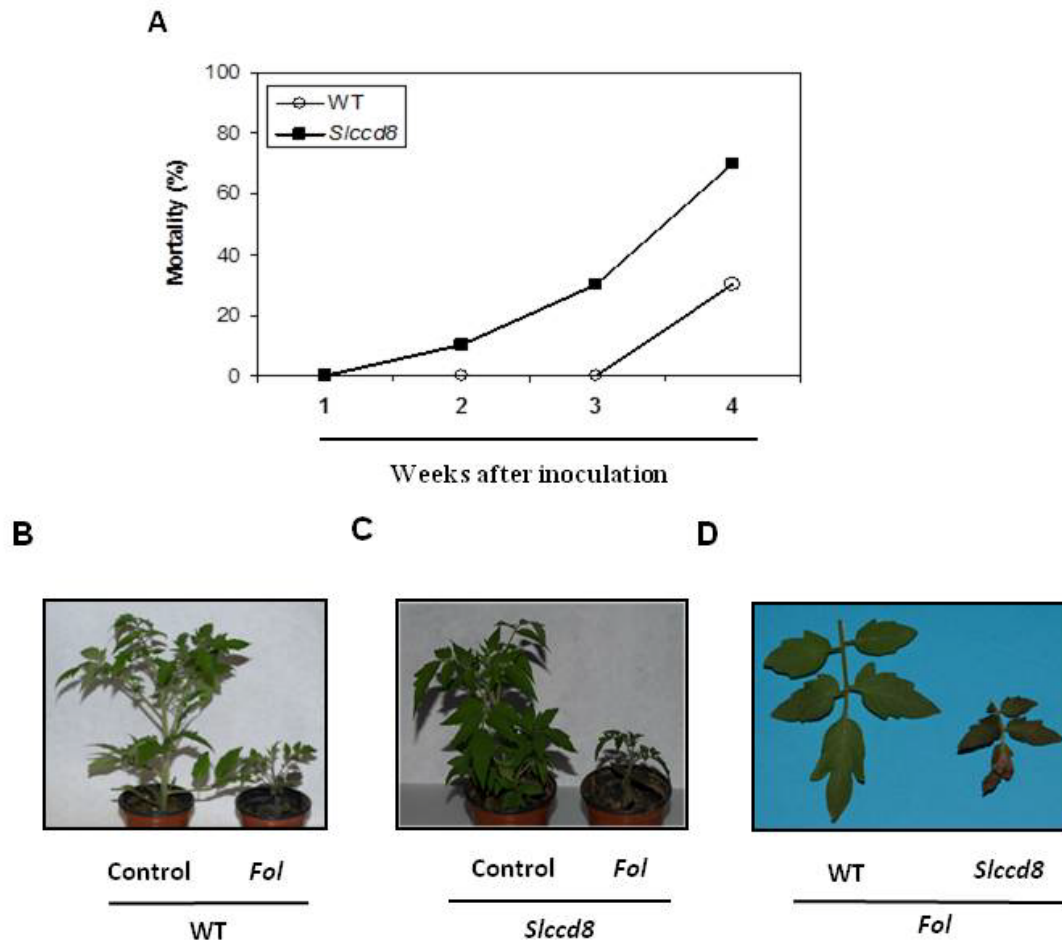 A
100
80
60
40
20
0
Mortality (%)
WT
Slccd8
1 2 3 4
Weeks after inoculation
B
C
D
Control Fol
WT
Control Fol
Slccd8
WT Slccd8
Fol